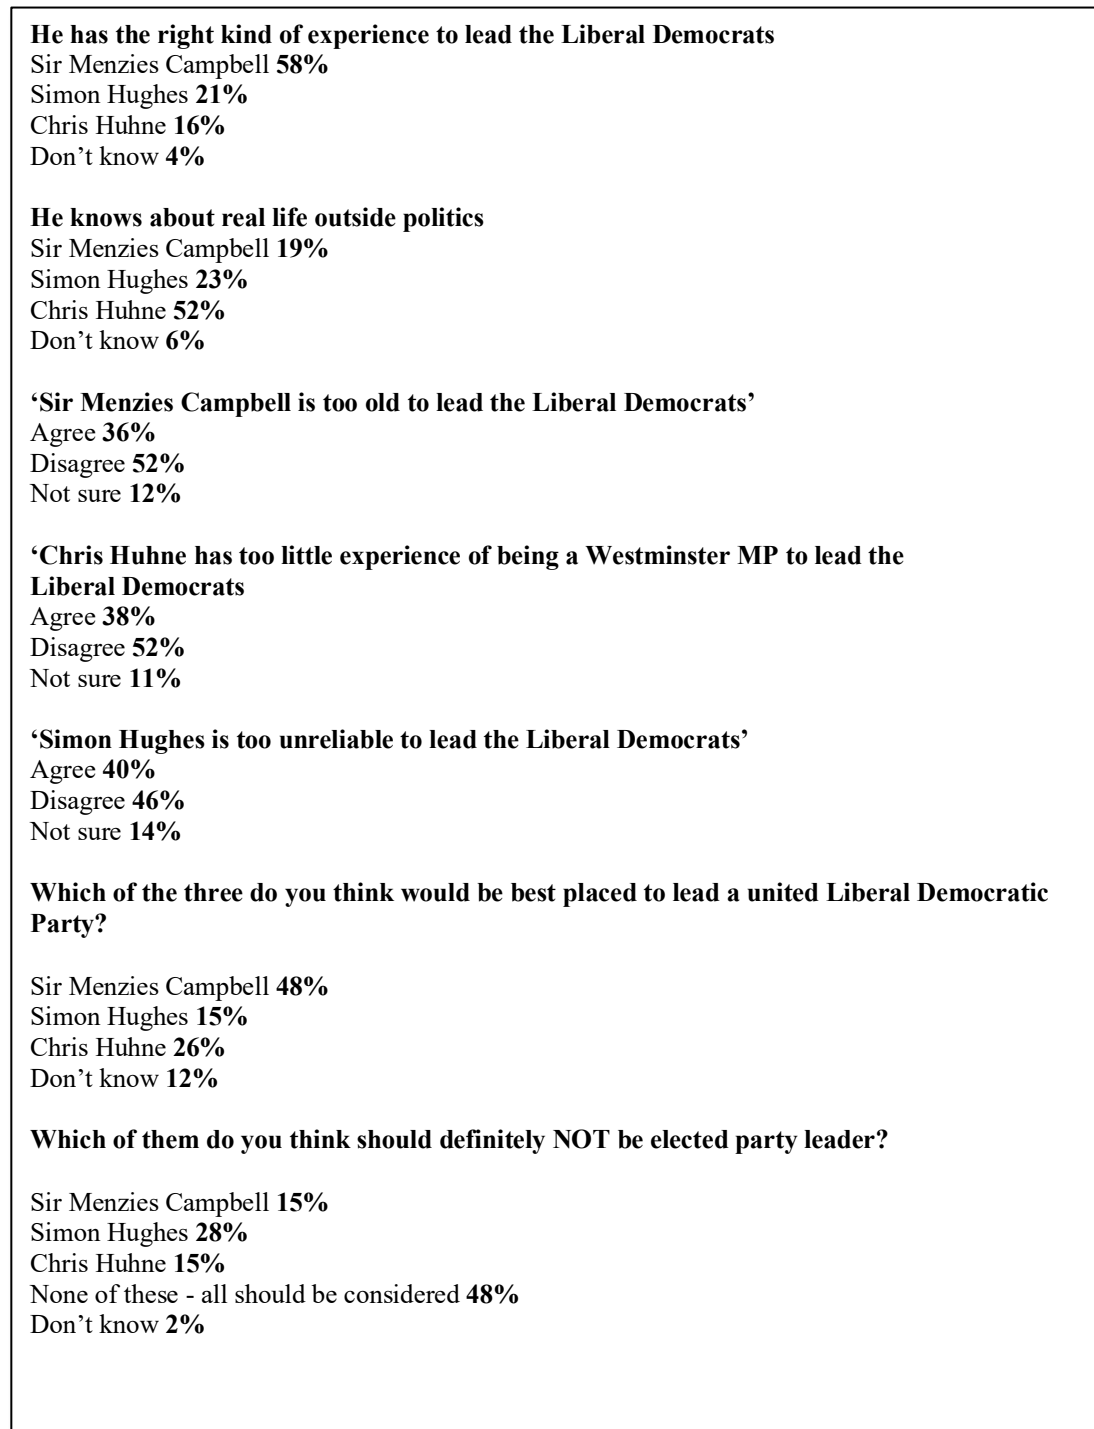 He has the right kind of experience to lead the Liberal Democrats
Sir Menzies Campbell 58%
Simon Hughes 21%
Chris Huhne 16%
Don’t know 4%
He knows about real life outside politics
Sir Menzies Campbell 19%
Simon Hughes 23%
Chris Huhne 52%
Don’t know 6%
‘Sir Menzies Campbell is too old to lead the Liberal Democrats’
Agree 36%
Disagree 52%
Not sure 12%
‘Chris Huhne has too little experience of being a Westminster MP to lead the
Liberal Democrats
Agree 38%
Disagree 52%
Not sure 11%
‘Simon Hughes is too unreliable to lead the Liberal Democrats’
Agree 40%
Disagree 46%
Not sure 14%
Which of the three do you think would be best placed to lead a united Liberal Democratic
Party?
Sir Menzies Campbell 48%
Simon Hughes 15%
Chris Huhne 26%
Don’t know 12%
Which of them do you think should definitely NOT be elected party leader?
Sir Menzies Campbell 15%
Simon Hughes 28%
Chris Huhne 15%
None of these - all should be considered 48%
Don’t know 2%